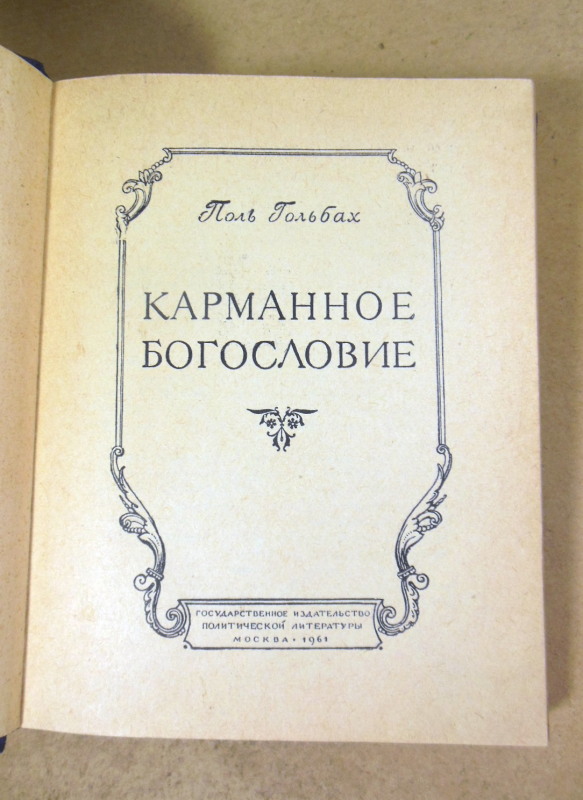 Поль Гольбах
КАРМАННОЕ
БОГОСЛОВИЕ
ГОСУДАРСТВЕННОЕ ИЗДАТЕЛЬСТВО
ПОЛИТИЧЕСКОЙ ЛИТЕРАТУРЫ
МОСКВА · 1961